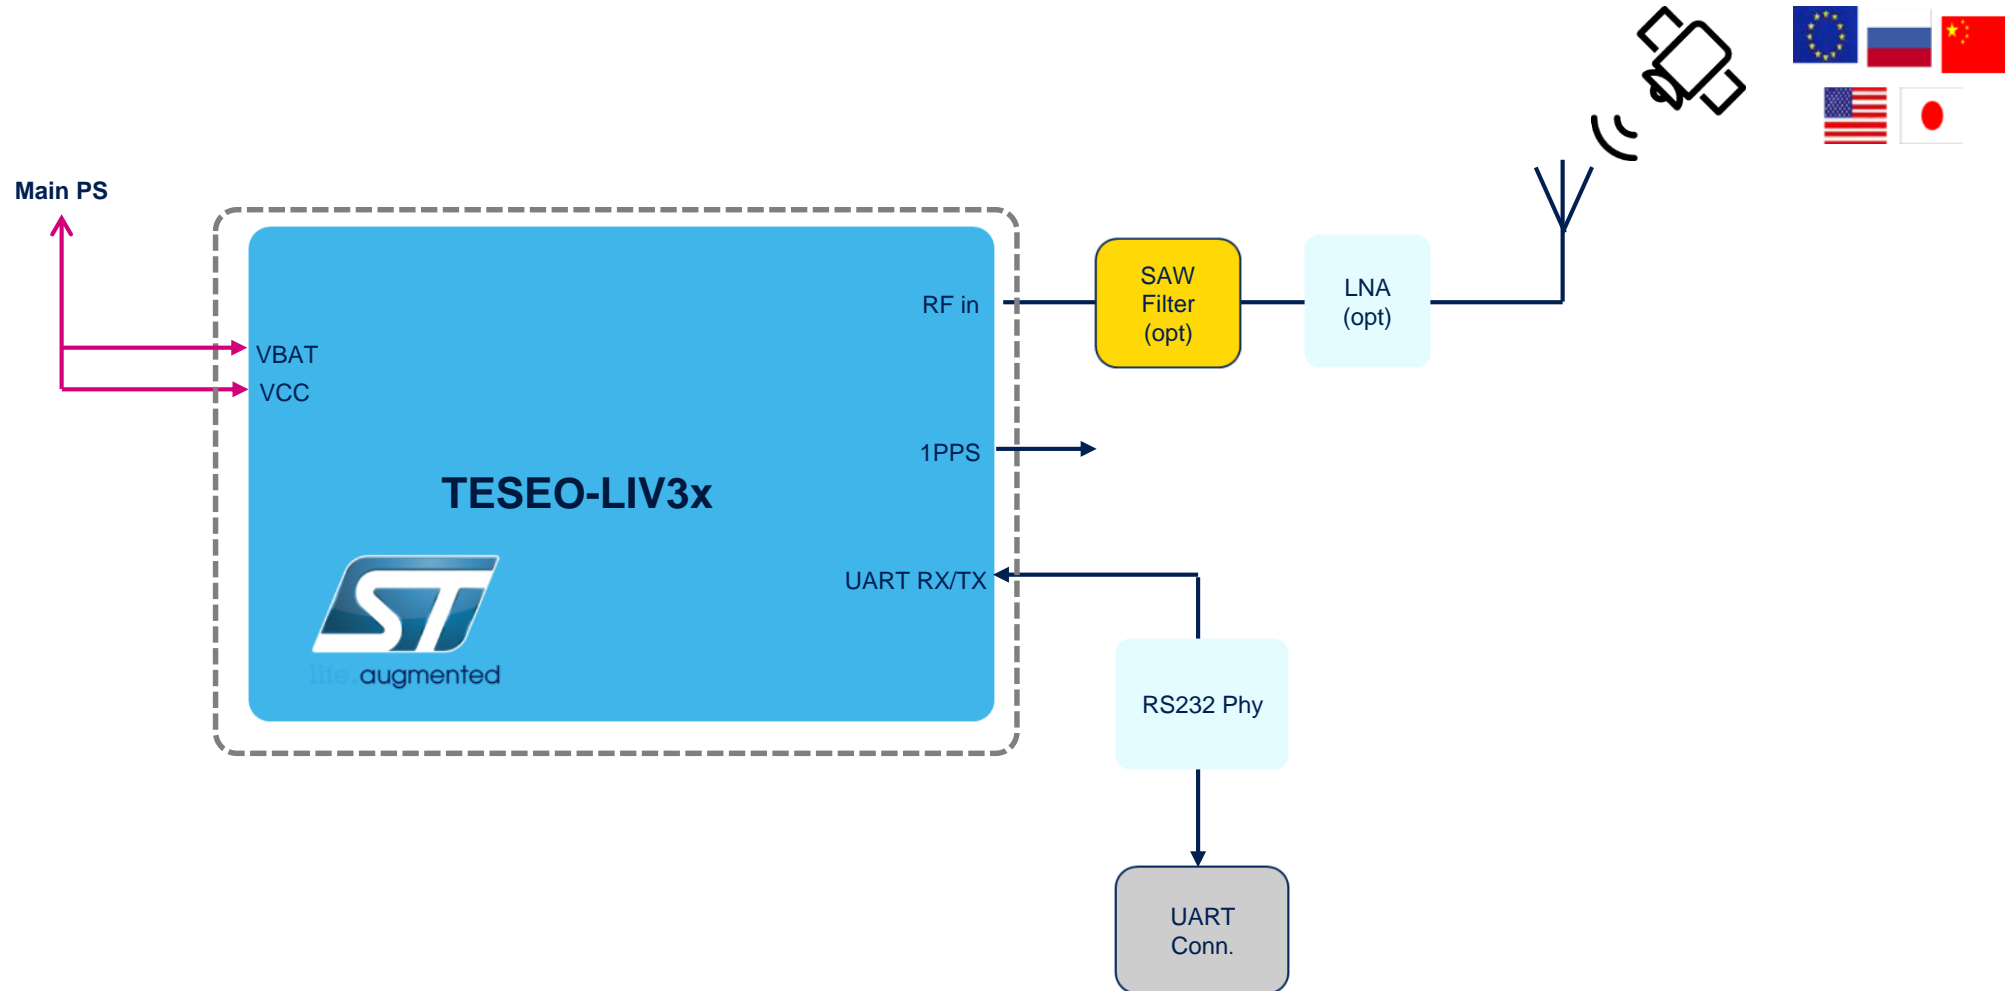 Main PS
VBAT
VCC
RF in
1PPS
UART RX/TX
TESEO-LIV3x
ST
life.augmented
SAW
Filter
(opt)
LNA
(opt)
RS232 Phy
UART
Conn.